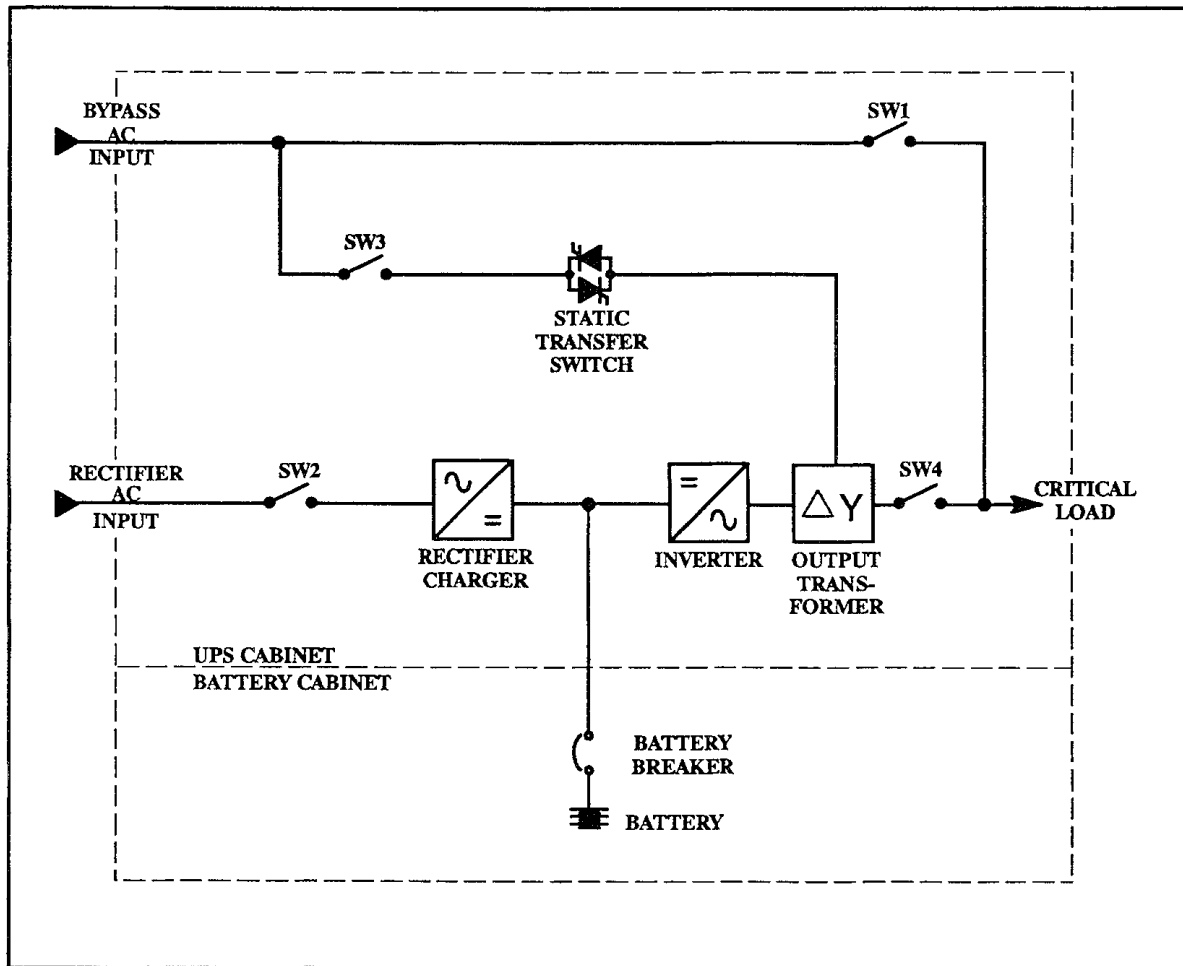 BYPASS
AC
INPUT
SW1
SW3
STATIC
TRANSFER
SWITCH
RECTIFIER
AC
INPUT
SW2
RECTIFIER
CHARGER
INVERTER
Δ Y
OUTPUT
TRANS-
FORMER
SW4
CRITICAL
LOAD
UPS CABINET
BATTERY CABINET
BATTERY
BREAKER
BATTERY